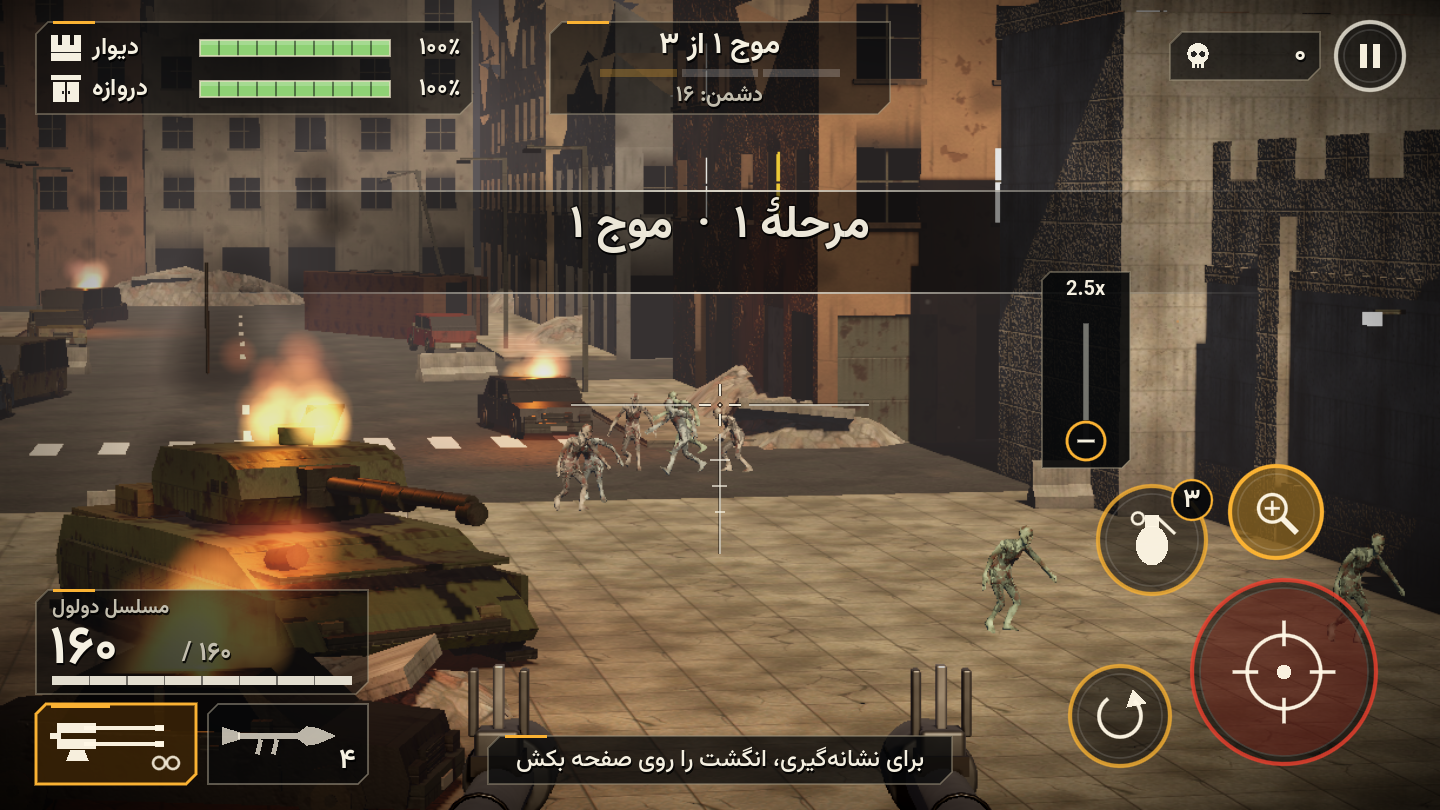 دیوار ۱۰۰٪
دروازه ۱۰۰٪
موج ۱ از ۳
دشمن: ۱۶
۰
مرحلهٔ ۱ · موج ۱
2.5x
۳
مسلسل دولول
۱۶۰ / ۱۶۰
∞
۴
برای نشانه‌گیری، انگشت را روی صفحه بکش